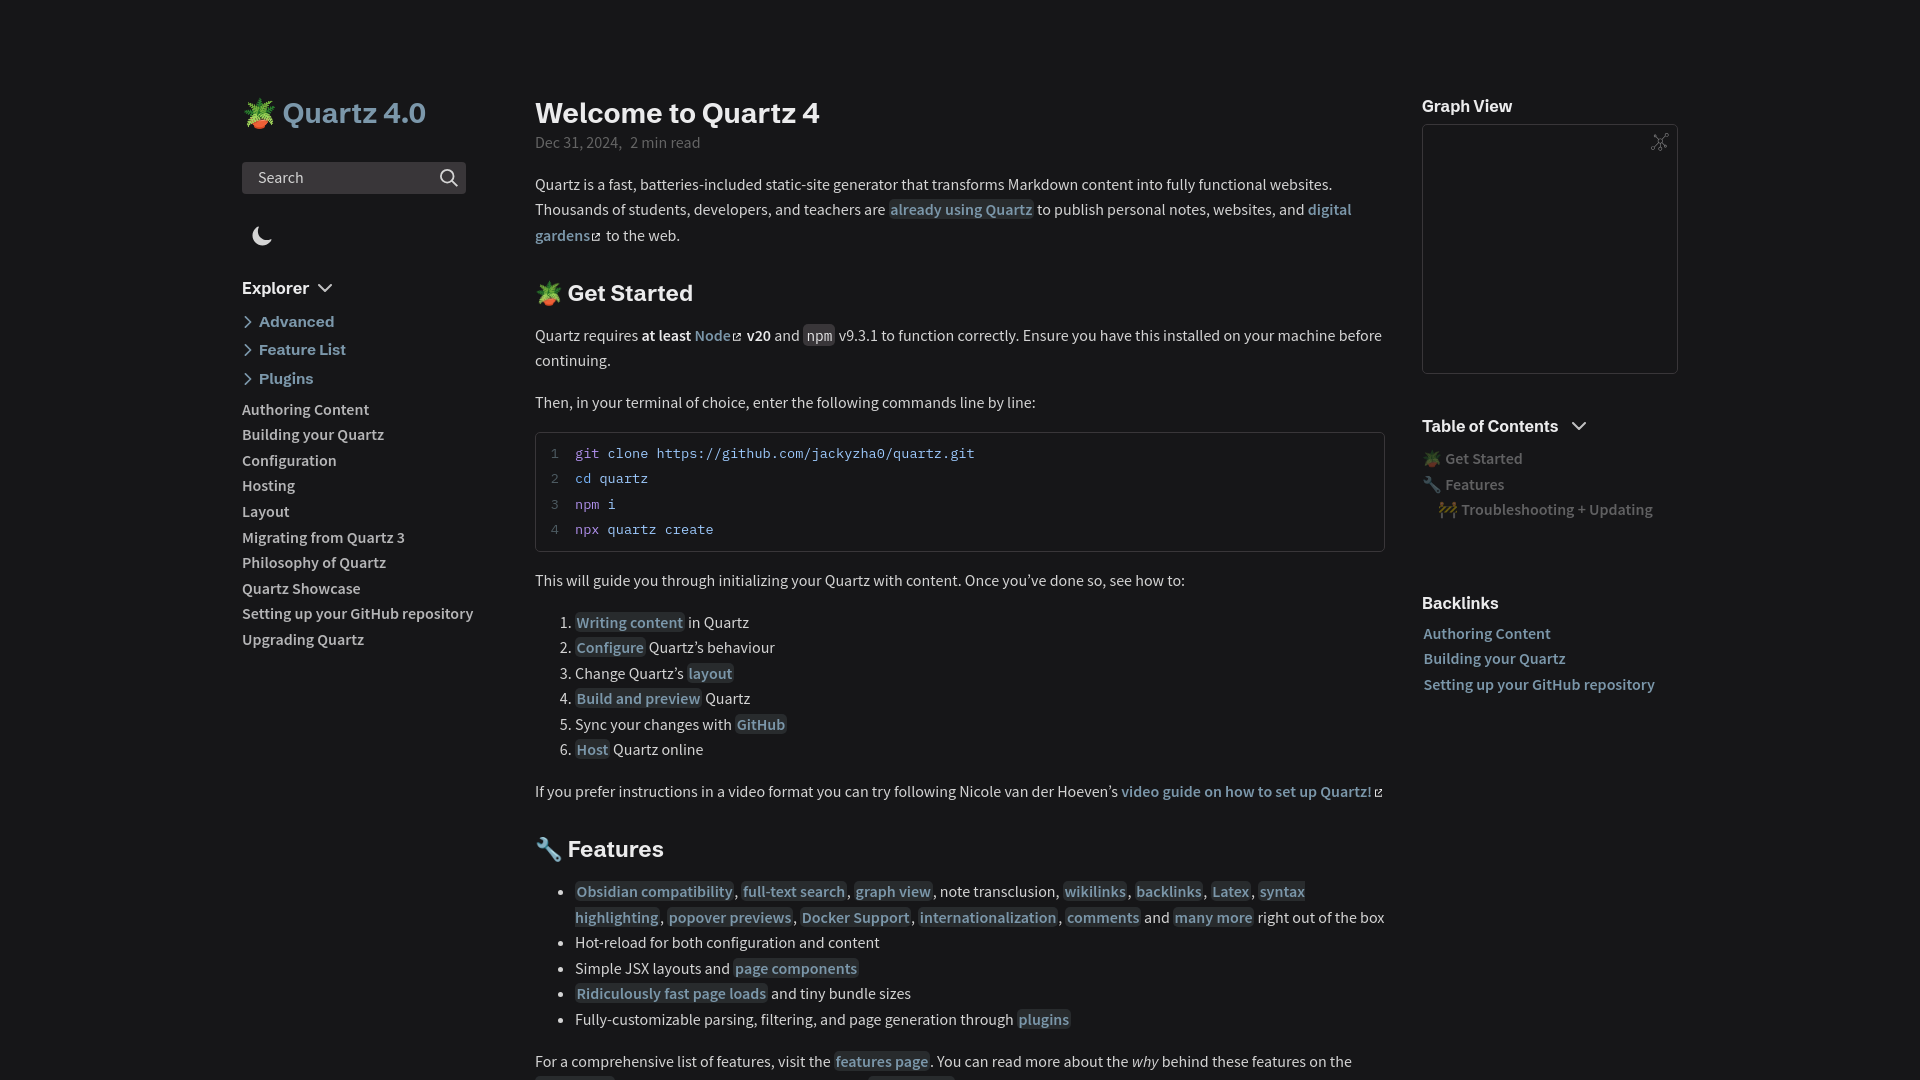 🪴 Quartz 4.0
Search
Explorer
Advanced
Feature List
Plugins
Authoring Content
Building your Quartz
Configuration
Hosting
Layout
Migrating from Quartz 3
Philosophy of Quartz
Quartz Showcase
Setting up your GitHub repository
Upgrading Quartz
Welcome to Quartz 4
Dec 31, 2024, 2 min read
Quartz is a fast, batteries-included static-site generator that transforms Markdown content into fully functional websites.
Thousands of students, developers, and teachers are already using Quartz to publish personal notes, websites, and digital
gardens to the web.
🪴 Get Started
Quartz requires at least Node v20 and npm v9.3.1 to function correctly. Ensure you have this installed on your machine before
continuing.
Then, in your terminal of choice, enter the following commands line by line:
1 git clone https://github.com/jackyzha0/quartz.git
2 cd quartz
3 npm i
4 npx quartz create
This will guide you through initializing your Quartz with content. Once you’ve done so, see how to:
1. Writing content in Quartz
2. Configure Quartz’s behaviour
3. Change Quartz’s layout
4. Build and preview Quartz
5. Sync your changes with GitHub
6. Host Quartz online
If you prefer instructions in a video format you can try following Nicole van der Hoeven’s video guide on how to set up Quartz!
🔧 Features
• Obsidian compatibility, full-text search, graph view, note transclusion, wikilinks, backlinks, Latex, syntax
highlighting, popover previews, Docker Support, internationalization, comments and many more right out of the box
• Hot-reload for both configuration and content
• Simple JSX layouts and page components
• Ridiculously fast page loads and tiny bundle sizes
• Fully-customizable parsing, filtering, and page generation through plugins
For a comprehensive list of features, visit the features page. You can read more about the why behind these features on the
Graph View
Table of Contents
🪴 Get Started
🔧 Features
🚧 Troubleshooting + Updating
Backlinks
Authoring Content
Building your Quartz
Setting up your GitHub repository